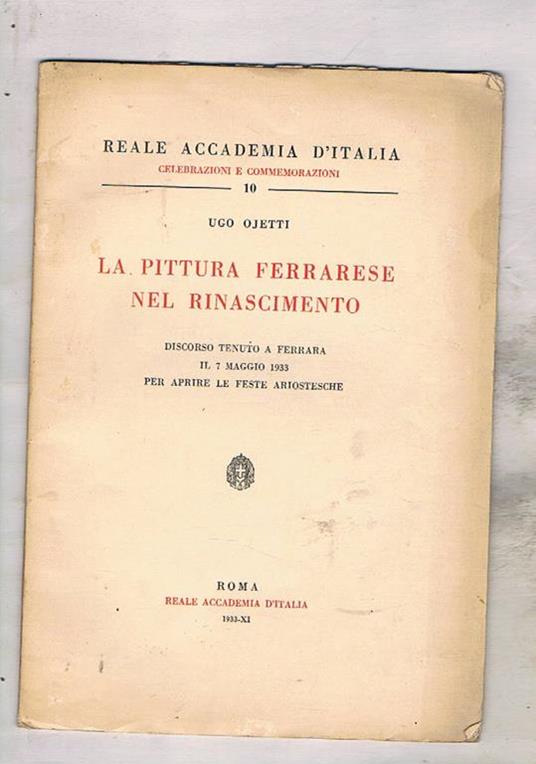 REALE ACCADEMIA D'ITALIA
CELEBRAZIONI E COMMEMORAZIONI
10
UGO OJETTI
LA PITTURA FERRARESE
NEL RINASCIMENTO
DISCORSO TENUTO A FERRARA
IL 7 MAGGIO 1933
PER APRIRE LE FESTE ARIOSTESCHE
ROMA
REALE ACCADEMIA D'ITALIA
1933-XI